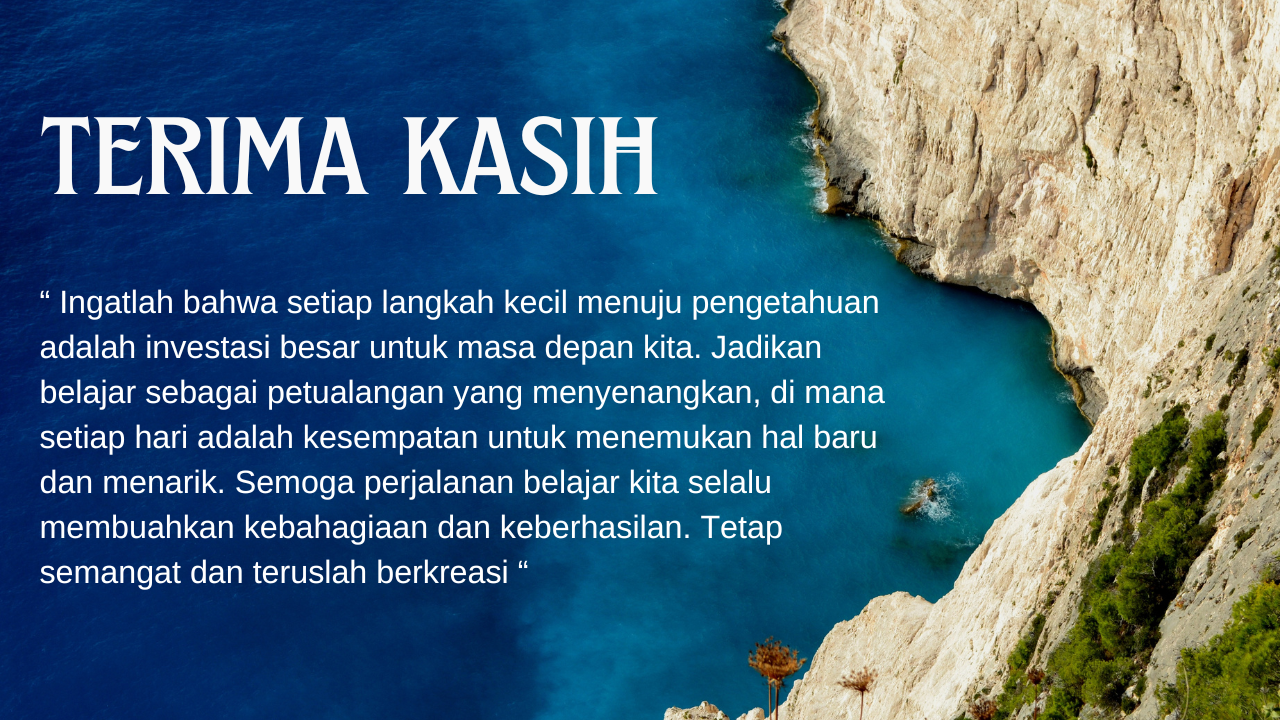 TERIMA KASIH
“ Ingatlah bahwa setiap langkah kecil menuju pengetahuan
adalah investasi besar untuk masa depan kita. Jadikan
belajar sebagai petualangan yang menyenangkan, di mana
setiap hari adalah kesempatan untuk menemukan hal baru
dan menarik. Semoga perjalanan belajar kita selalu
membuahkan kebahagiaan dan keberhasilan. Tetap
semangat dan teruslah berkreasi “